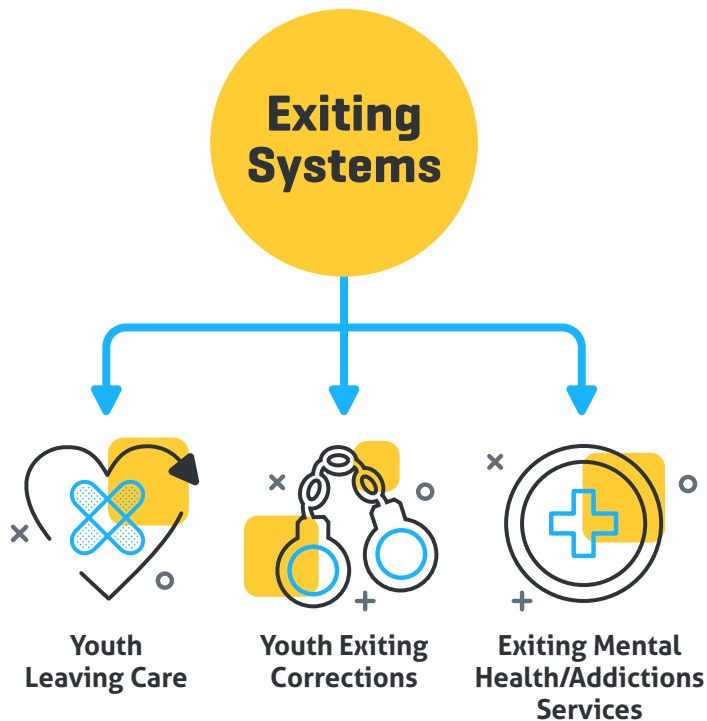 Exiting
Systems
Youth
Leaving Care
Youth Exiting
Corrections
Exiting Mental
Health/Addictions
Services